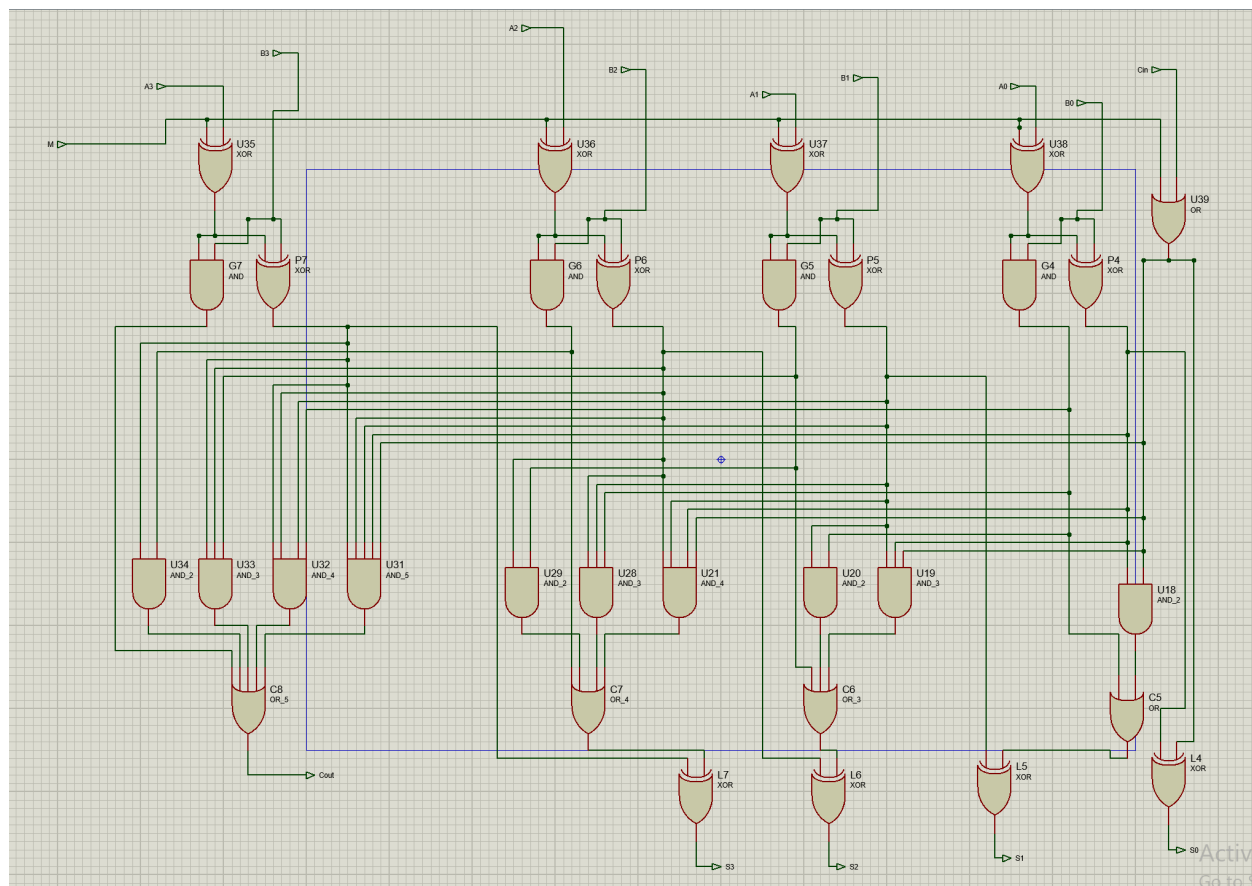 A2
B3
B2
Cin
B1
A3
A1
A0
B0
M
U35
XOR
U36
XOR
U37
XOR
U38
XOR
U39
OR
G7
AND
P7
XOR
G6
AND
P6
XOR
G5
AND
P5
XOR
G4
AND
P4
XOR
U34
AND_2
U33
AND_3
U32
AND_4
U31
AND_5
U29
AND_2
U28
AND_3
U21
AND_4
U20
AND_2
U19
AND_3
U18
AND_2
C8
OR_5
C7
OR_4
C6
OR_3
C5
OR
L7
XOR
L6
XOR
L5
XOR
L4
XOR
Cout
S3
S2
S1
S0
Activ
Go to S